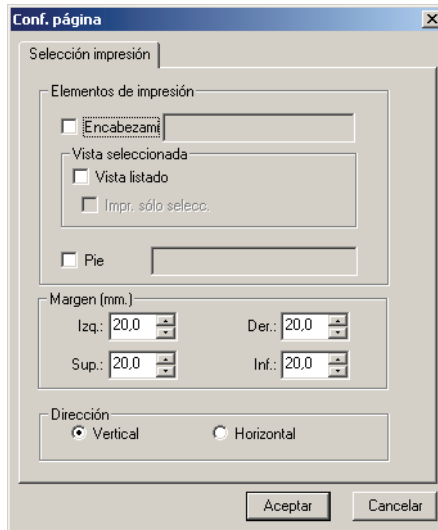 Conf. página
Selección impresión
Elementos de impresión
Encabezami
Vista seleccionada
Vista listado
Impr. sólo selecc.
Pie
Margen (mm.)
Izq.: 20,0 Der.: 20,0
Sup.: 20,0 Inf.: 20,0
Dirección
Vertical Horizontal
Aceptar Cancelar